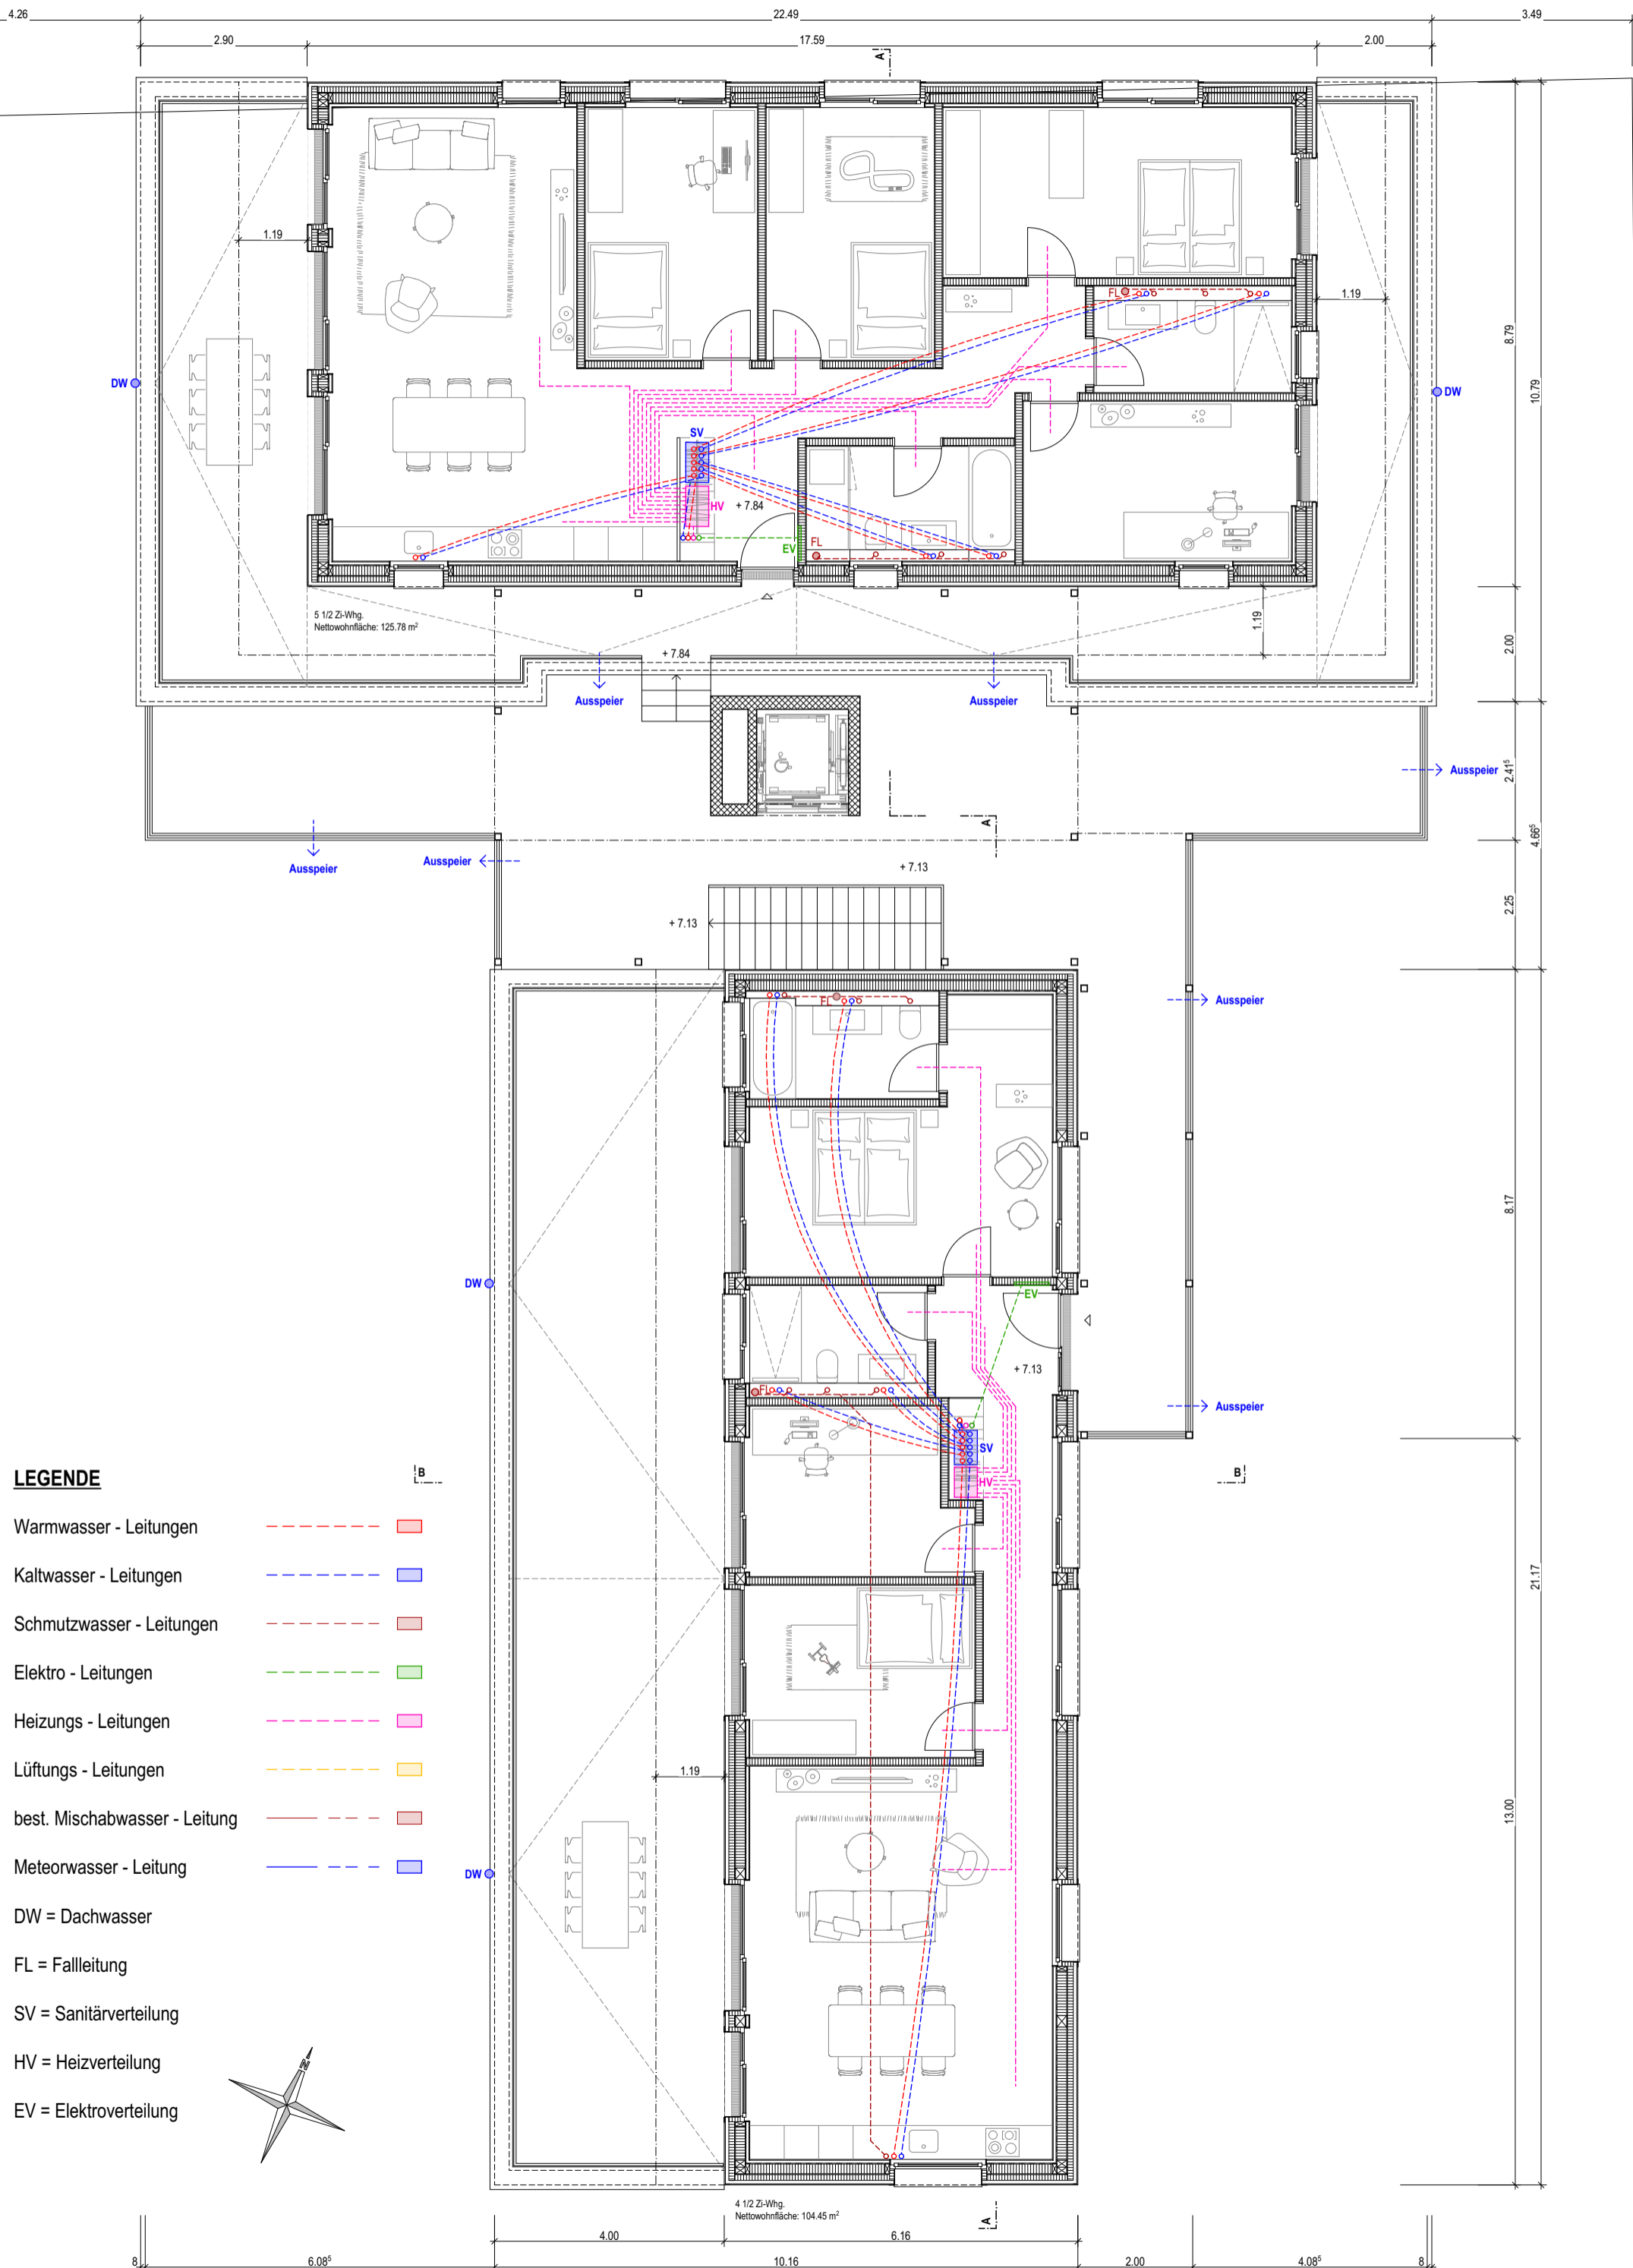 4.26
22.49
3.49
2.90
17.59
2.00
A
1.19
FL
1.19
8.79
10.79
DW
DW
SV
HV
+ 7.84
EV
FL
5 1/2 Zi-Whg.
Nettowohnfläche: 125.78 m²
1.19
2.00
+ 7.84
Ausspeier
Ausspeier
Ausspeier
2.41⁵
A
4.66⁵
Ausspeier
Ausspeier
+ 7.13
2.25
+ 7.13
FL
Ausspeier
8.17
DW
EV
+ 7.13
FL
Ausspeier
SV
HV
B
B
LEGENDE
Warmwasser - Leitungen
Kaltwasser - Leitungen
Schmutzwasser - Leitungen
Elektro - Leitungen
Heizungs - Leitungen
Lüftungs - Leitungen
best. Mischabwasser - Leitung
Meteorwasser - Leitung
DW = Dachwasser
FL = Fallleitung
SV = Sanitärverteilung
HV = Heizverteilung
EV = Elektroverteilung
N
21.17
1.19
13.00
DW
4 1/2 Zi-Whg.
Nettowohnfläche: 104.45 m²
A
4.00
6.16
8
6.08⁵
10.16
2.00
4.08⁵
8